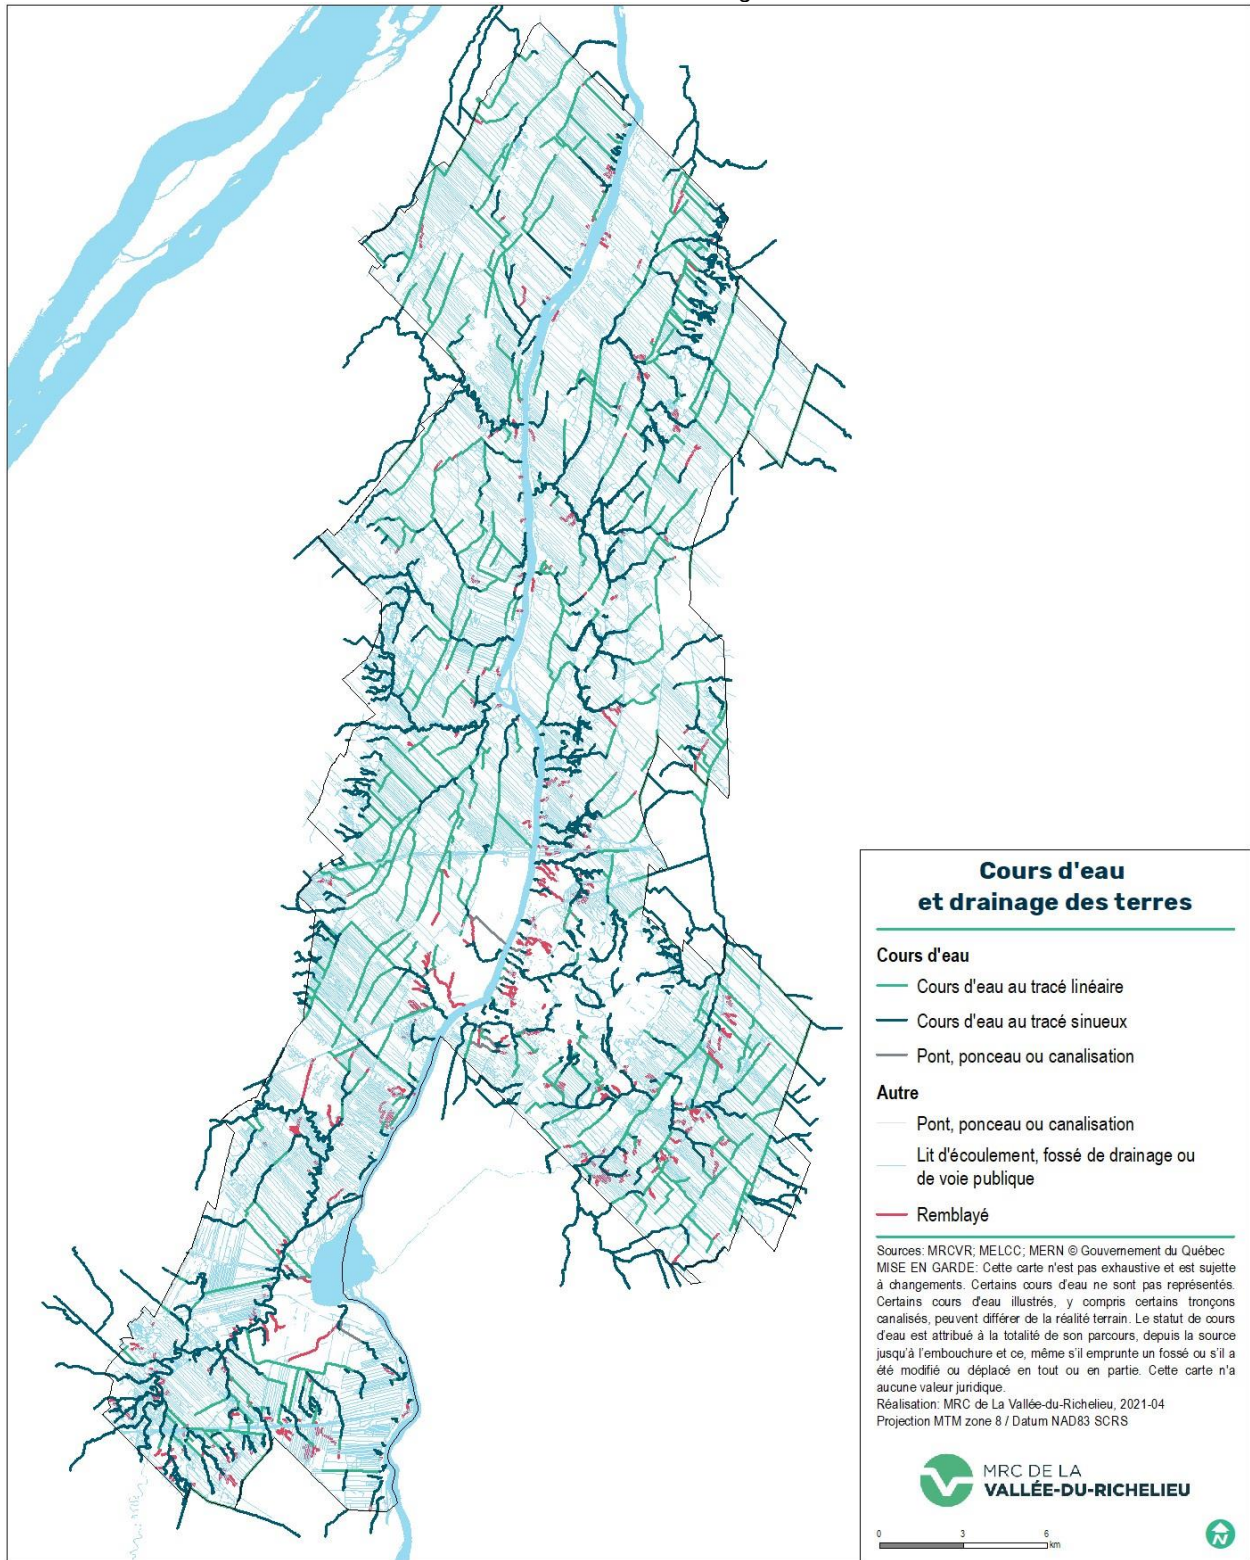 Cours d'eau
et drainage des terres
Cours d'eau
Cours d'eau au tracé linéaire
Cours d'eau au tracé sinueux
Pont, ponceau ou canalisation
Autre
Pont, ponceau ou canalisation
Lit d'écoulement, fossé de drainage ou
de voie publique
Remblayé
Sources: MRCVR; MELCC; MERN © Gouvernement du Québec
MISE EN GARDE: Cette carte n'est pas exhaustive et est sujette
à changements. Certains cours d'eau ne sont pas représentés.
Certains cours d'eau illustrés, y compris certains tronçons
canalisés, peuvent différer de la réalité terrain. Le statut de cours
d'eau est attribué à la totalité de son parcours, depuis la source
jusqu'à l'embouchure et ce, même s'il emprunte un fossé ou s'il a
été modifié ou déplacé en tout ou en partie. Cette carte n'a
aucune valeur juridique.
Réalisation: MRC de La Vallée-du-Richelieu, 2021-04
Projection MTM zone 8 / Datum NAD83 SCRS
MRC DE LA
VALLÉE-DU-RICHELIEU
0 3 6
km
N